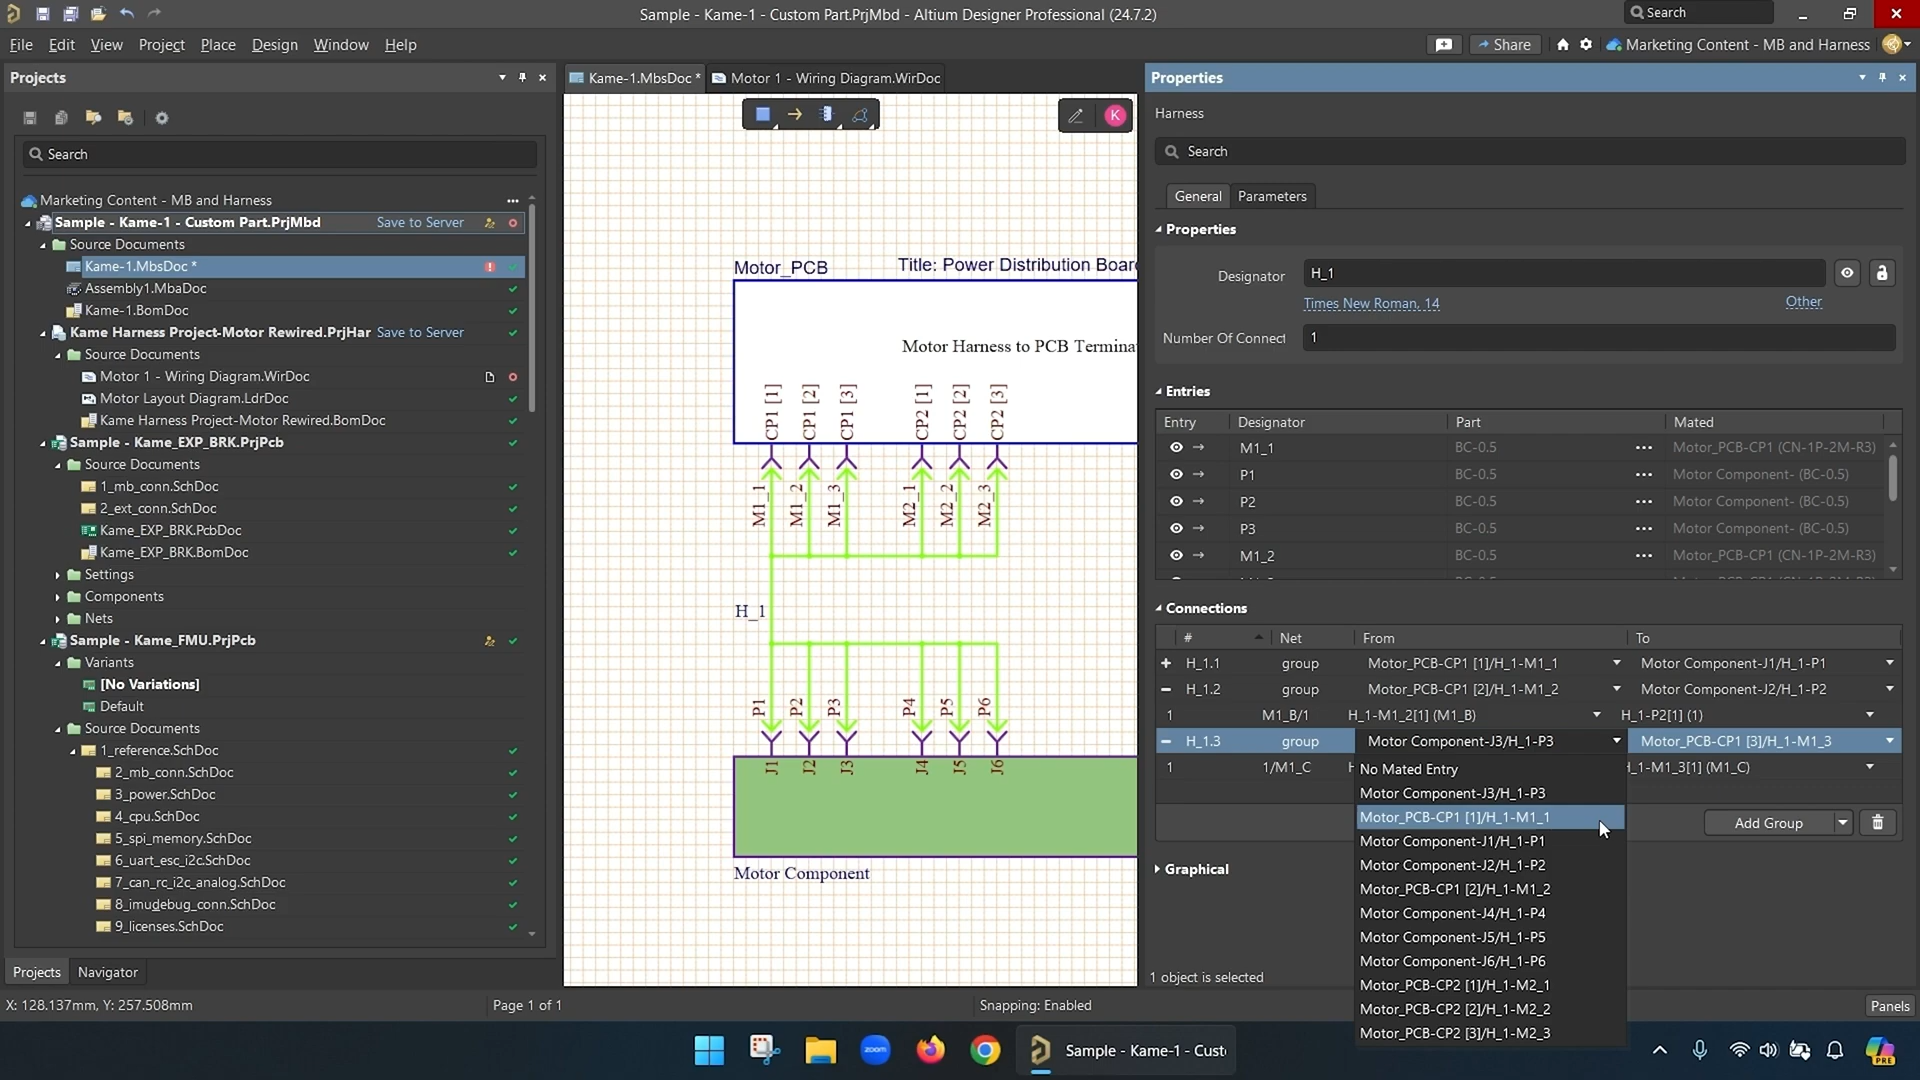 Sample - Kame-1 - Custom Part.PrjMbd - Altium Designer Professional (24.7.2)
Search
File Edit View Project Place Design Window Help
Share
Marketing Content - MB and Harness
Projects
Search
Marketing Content - MB and Harness
Sample - Kame-1 - Custom Part.PrjMbd Save to Server
Source Documents
Kame-1.MbsDoc *
Assembly1.MbaDoc
Kame-1.BomDoc
Kame Harness Project-Motor Rewired.PrjHar Save to Server
Source Documents
Motor 1 - Wiring Diagram.WirDoc
Motor Layout Diagram.LdrDoc
Kame Harness Project-Motor Rewired.BomDoc
Sample - Kame_EXP_BRK.PrjPcb
Source Documents
1_mb_conn.SchDoc
2_ext_conn.SchDoc
Kame_EXP_BRK.PcbDoc
Kame_EXP_BRK.BomDoc
Settings
Components
Nets
Sample - Kame_FMU.PrjPcb
Variants
[No Variations]
Default
Source Documents
1_reference.SchDoc
2_mb_conn.SchDoc
3_power.SchDoc
4_cpu.SchDoc
5_spi_memory.SchDoc
6_uart_esc_i2c.SchDoc
7_can_rc_i2c_analog.SchDoc
8_imudebug_conn.SchDoc
9_licenses.SchDoc
Projects Navigator
Kame-1.MbsDoc * Motor 1 - Wiring Diagram.WirDoc
K
Motor_PCB Title: Power Distribution Boar
Motor Harness to PCB Termina
CP1 [1] CP1 [2] CP1 [3] CP2 [1] CP2 [2] CP2 [3]
M1_1 M1_2 M1_3 M2_1 M2_2 M2_3
H_1
P1 P2 P3 P4 P5 P6
J1 J2 J3 J4 J5 J6
Motor Component
Properties
Harness
Search
General Parameters
Properties
Designator H_1
Times New Roman, 14 Other
Number Of Connect 1
Entries
Entry Designator Part Mated
M1_1 BC-0.5 ••• Motor_PCB-CP1 (CN-1P-2M-R3)
P1 BC-0.5 ••• Motor Component- (BC-0.5)
P2 BC-0.5 ••• Motor Component- (BC-0.5)
P3 BC-0.5 ••• Motor Component- (BC-0.5)
M1_2 BC-0.5 ••• Motor_PCB-CP1 (CN-1P-2M-R3)
Connections
# Net From To
H_1.1 group Motor_PCB-CP1 [1]/H_1-M1_1 Motor Component-J1/H_1-P1
H_1.2 group Motor_PCB-CP1 [2]/H_1-M1_2 Motor Component-J2/H_1-P2
1 M1_B/1 H_1-M1_2[1] (M1_B) H_1-P2[1] (1)
H_1.3 group Motor Component-J3/H_1-P3 Motor_PCB-CP1 [3]/H_1-M1_3
1 1/M1_C H_1-M1_3[1] (M1_C)
No Mated Entry
Motor Component-J3/H_1-P3
Motor_PCB-CP1 [1]/H_1-M1_1
Motor Component-J1/H_1-P1
Motor Component-J2/H_1-P2
Motor_PCB-CP1 [2]/H_1-M1_2
Motor Component-J4/H_1-P4
Motor Component-J5/H_1-P5
Motor Component-J6/H_1-P6
Motor_PCB-CP2 [1]/H_1-M2_1
Motor_PCB-CP2 [2]/H_1-M2_2
Motor_PCB-CP2 [3]/H_1-M2_3
Add Group
Graphical
1 object is selected
X: 128.137mm, Y: 257.508mm Page 1 of 1 Snapping: Enabled Panels
zoom
Sample - Kame-1 - Cust
PRE